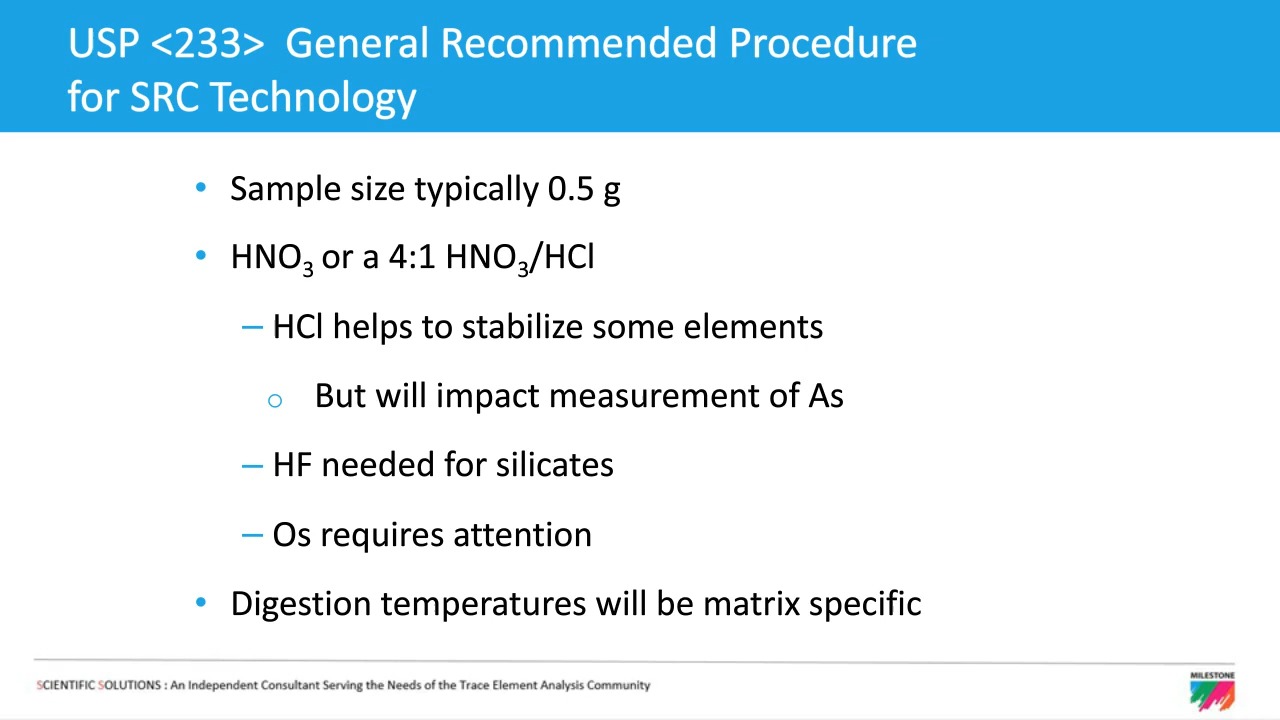 USP <233> General Recommended Procedure
for SRC Technology
• Sample size typically 0.5 g
• HNO₃ or a 4:1 HNO₃/HCl
– HCl helps to stabilize some elements
o But will impact measurement of As
– HF needed for silicates
– Os requires attention
• Digestion temperatures will be matrix specific
SCIENTIFIC SOLUTIONS : An Independent Consultant Serving the Needs of the Trace Element Analysis Community
MILESTONE